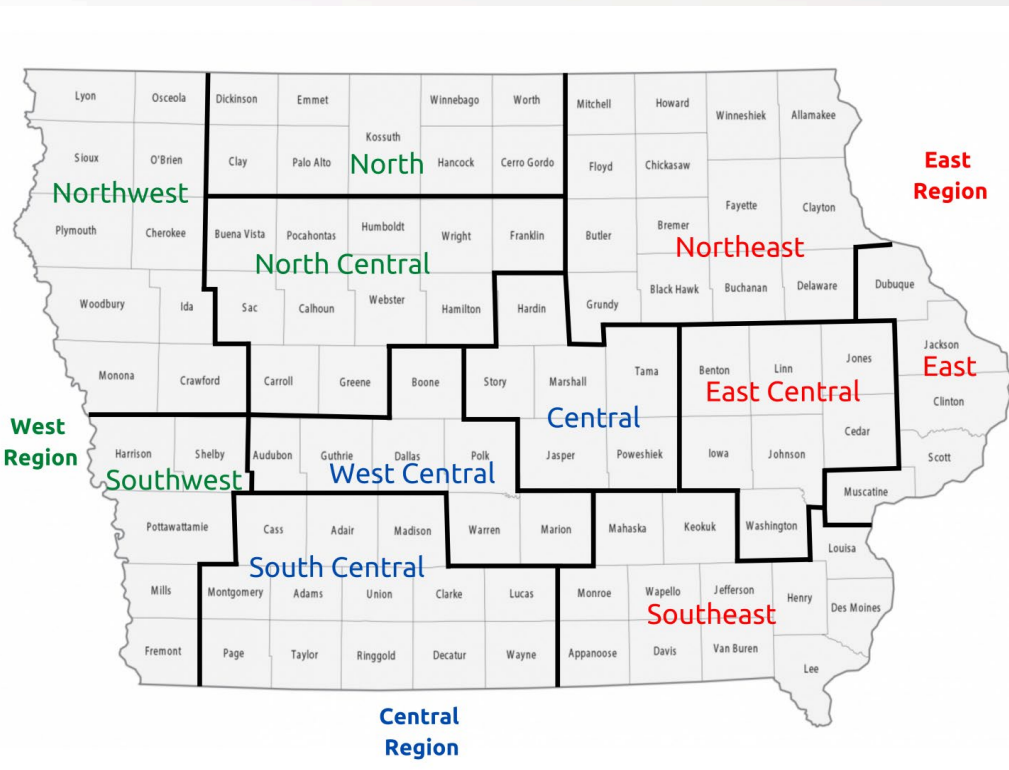 Lyon
Osceola
Dickinson
Emmet
Winnebago
Worth
Mitchell
Howard
Winneshiek
Allamakee
Kossuth
Sioux
O'Brien
Clay
Palo Alto
North
Hancock
Cerro Gordo
Floyd
Chickasaw
East
Region
Northwest
Fayette
Clayton
Plymouth
Cherokee
Buena Vista
Pocahontas
Humboldt
Wright
Franklin
Butler
Bremer
Northeast
North Central
Woodbury
Ida
Sac
Calhoun
Webster
Hamilton
Hardin
Grundy
Black Hawk
Buchanan
Delaware
Dubuque
Jackson
East
Monona
Crawford
Carroll
Greene
Boone
Story
Marshall
Tama
Benton
Linn
Jones
East Central
Clinton
Central
West
Region
Harrison
Shelby
Audubon
Guthrie
Dallas
Polk
Jasper
Poweshiek
Iowa
Johnson
Cedar
Scott
Southwest
West Central
Muscatine
Pottawattamie
Cass
Adair
Madison
Warren
Marion
Mahaska
Keokuk
Washington
Louisa
South Central
Mills
Montgomery
Adams
Union
Clarke
Lucas
Monroe
Wapello
Jefferson
Henry
Des Moines
Southeast
Fremont
Page
Taylor
Ringgold
Decatur
Wayne
Appanoose
Davis
Van Buren
Lee
Central
Region